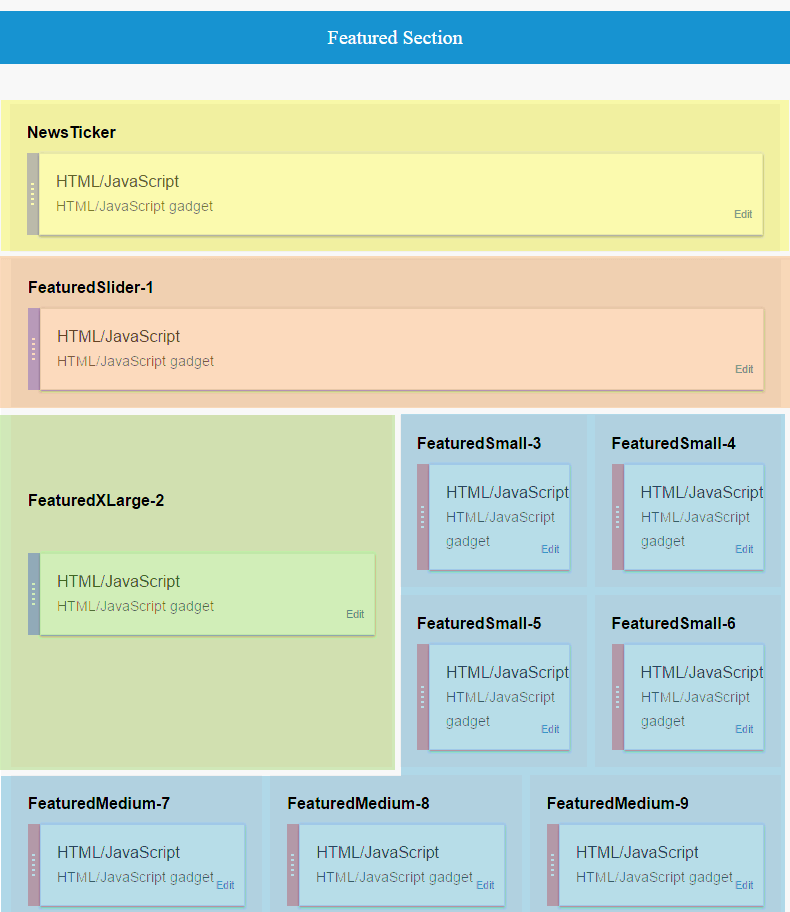 Featured Section
NewsTicker
HTML/JavaScript
HTML/JavaScript gadget
Edit
FeaturedSlider-1
HTML/JavaScript
HTML/JavaScript gadget
Edit
FeaturedXLarge-2
HTML/JavaScript
HTML/JavaScript gadget
Edit
FeaturedSmall-3
HTML/JavaScript
HTML/JavaScript
gadget
Edit
FeaturedSmall-4
HTML/JavaScript
HTML/JavaScript
gadget
Edit
FeaturedSmall-5
HTML/JavaScript
HTML/JavaScript
gadget
Edit
FeaturedSmall-6
HTML/JavaScript
HTML/JavaScript
gadget
Edit
FeaturedMedium-7
HTML/JavaScript
HTML/JavaScript gadget
Edit
FeaturedMedium-8
HTML/JavaScript
HTML/JavaScript gadget
Edit
FeaturedMedium-9
HTML/JavaScript
HTML/JavaScript gadget
Edit